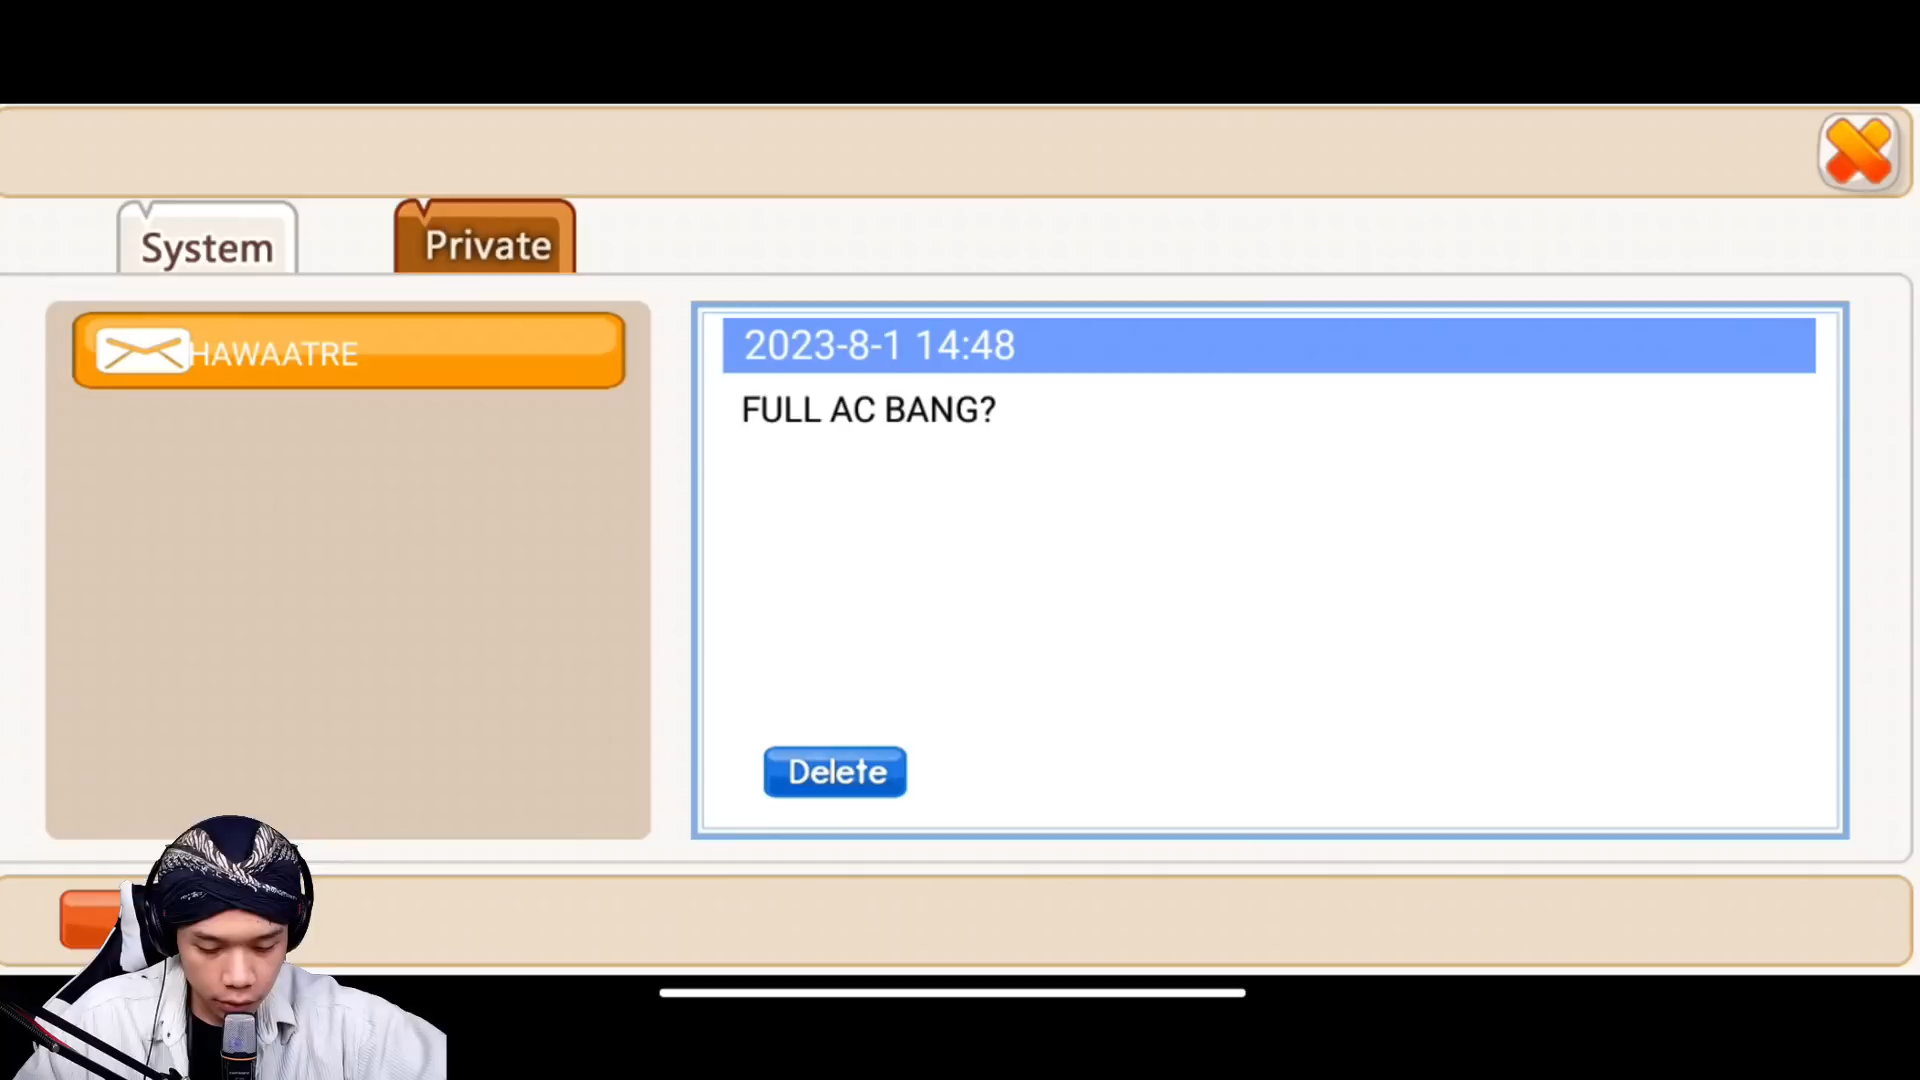 System
Private
HAWAATRE
2023-8-1 14:48
FULL AC BANG?
Delete